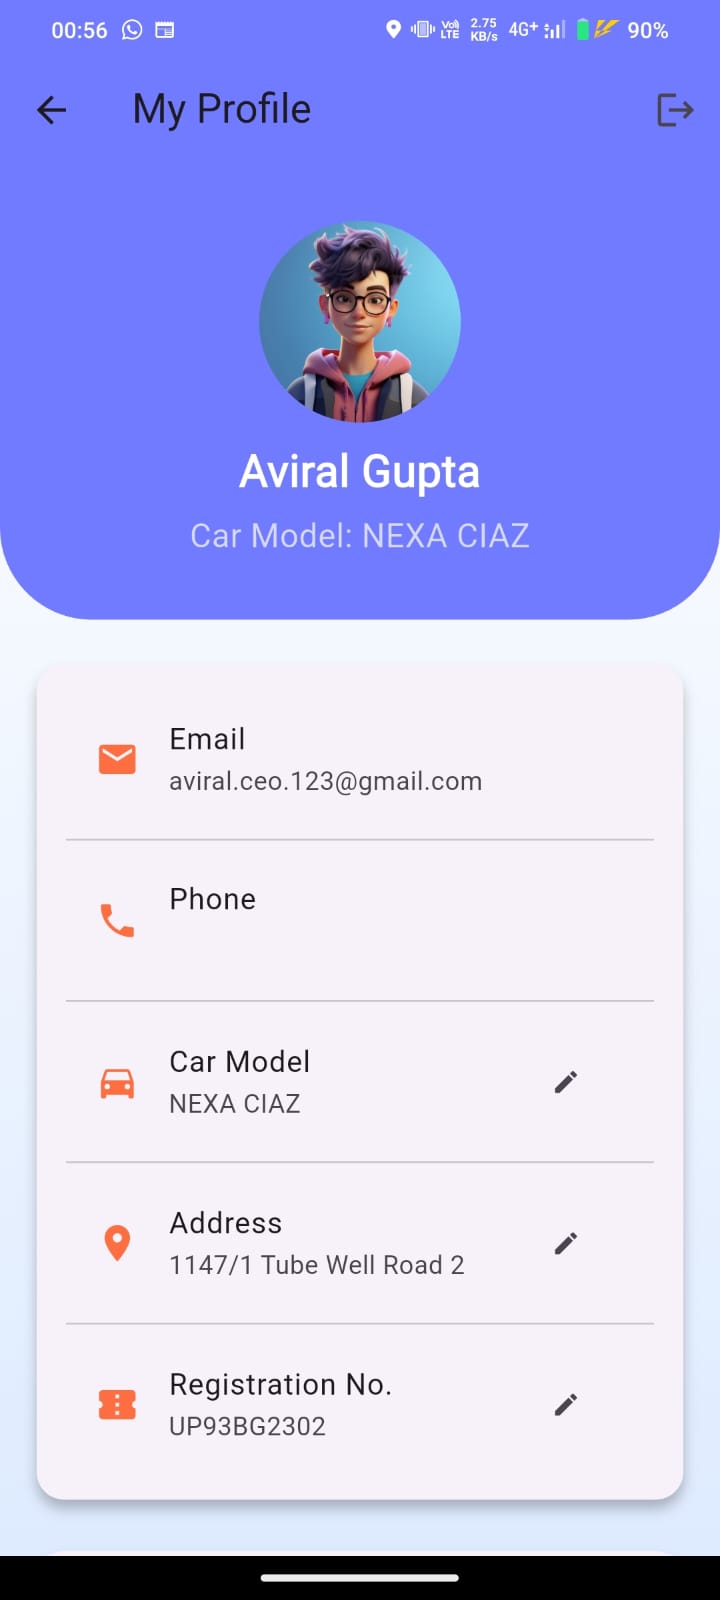 00:56
VoD LTE 2.75 KB/s 4G+ 90%
My Profile
Aviral Gupta
Car Model: NEXA CIAZ
Email
aviral.ceo.123@gmail.com
Phone
Car Model
NEXA CIAZ
Address
1147/1 Tube Well Road 2
Registration No.
UP93BG2302